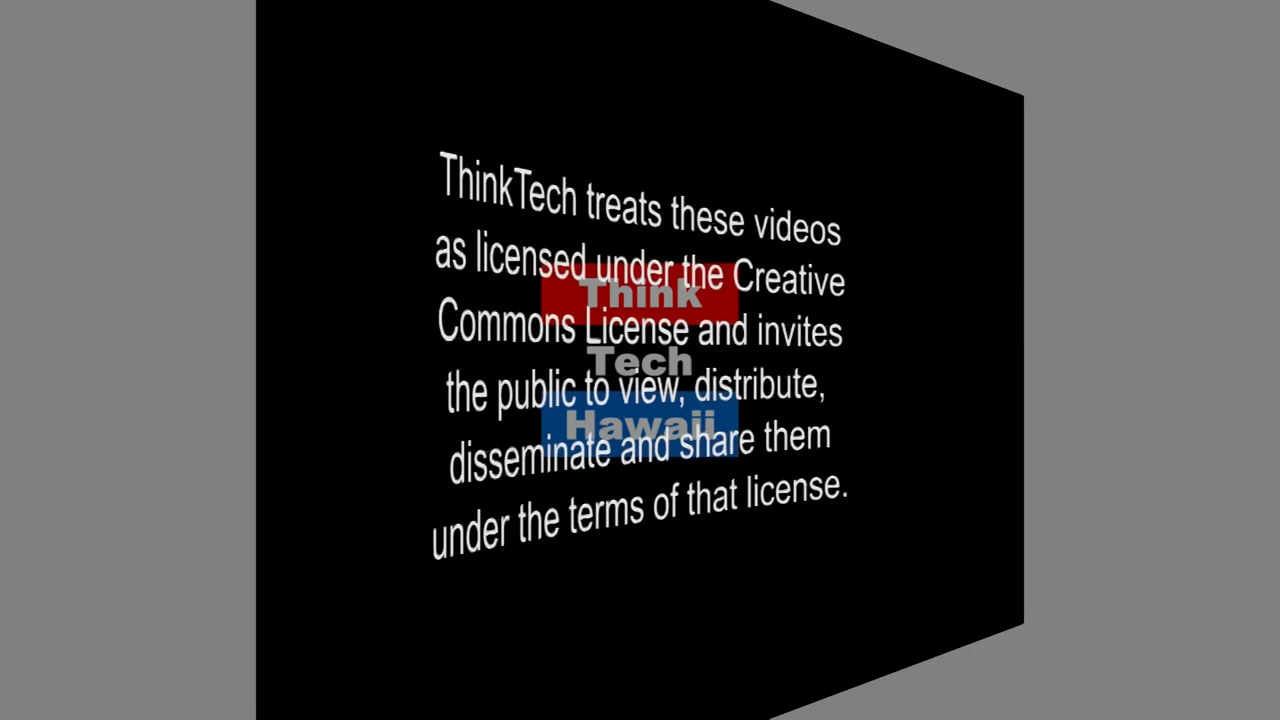 ThinkTech treats these videos
as licensed under the Creative
Commons License and invites
the public to view, distribute,
disseminate and share them
under the terms of that license.
Think
Tech
Hawaii